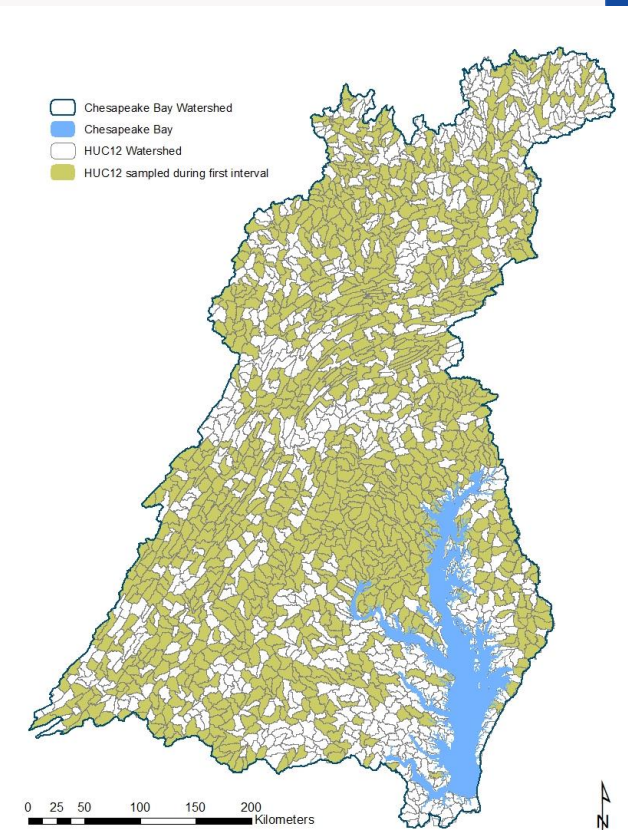 Chesapeake Bay Watershed
Chesapeake Bay
HUC12 Watershed
HUC12 sampled during first interval
0 25 50 100 150 200
Kilometers
N